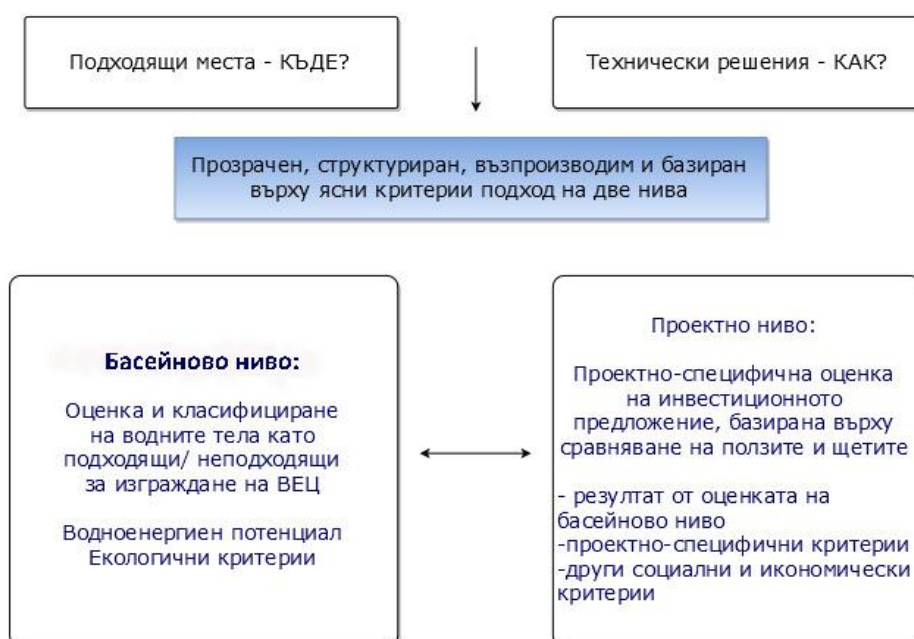 Подходящи места - КЪДЕ?
Технически решения - КАК?
Прозрачен, структуриран, възпроизводим и базиран
върху ясни критерии подход на две нива
Басейново ниво:
Оценка и класифициране
на водните тела като
подходящи/ неподходящи
за изграждане на ВЕЦ
Водноенергиен потенциал
Екологични критерии
Проектно ниво:
Проектно-специфична оценка
на инвестиционното
предложение, базирана върху
сравняване на ползите и щетите
- резултат от оценката на
басейново ниво
-проектно-специфични критерии
-други социални и икономически
критерии